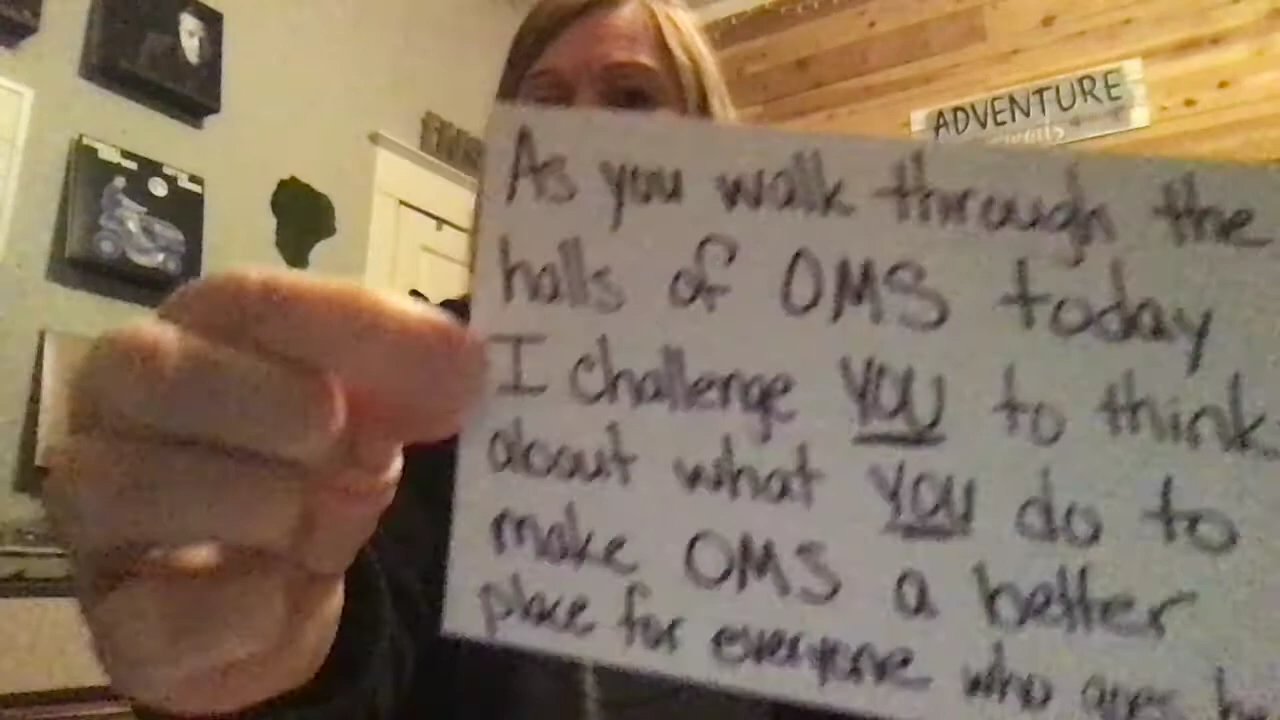 ADVENTURE
As you walk through the
halls of OMS today
I challenge YOU to think
about what YOU do to
make OMS a better
place for everyone who goes